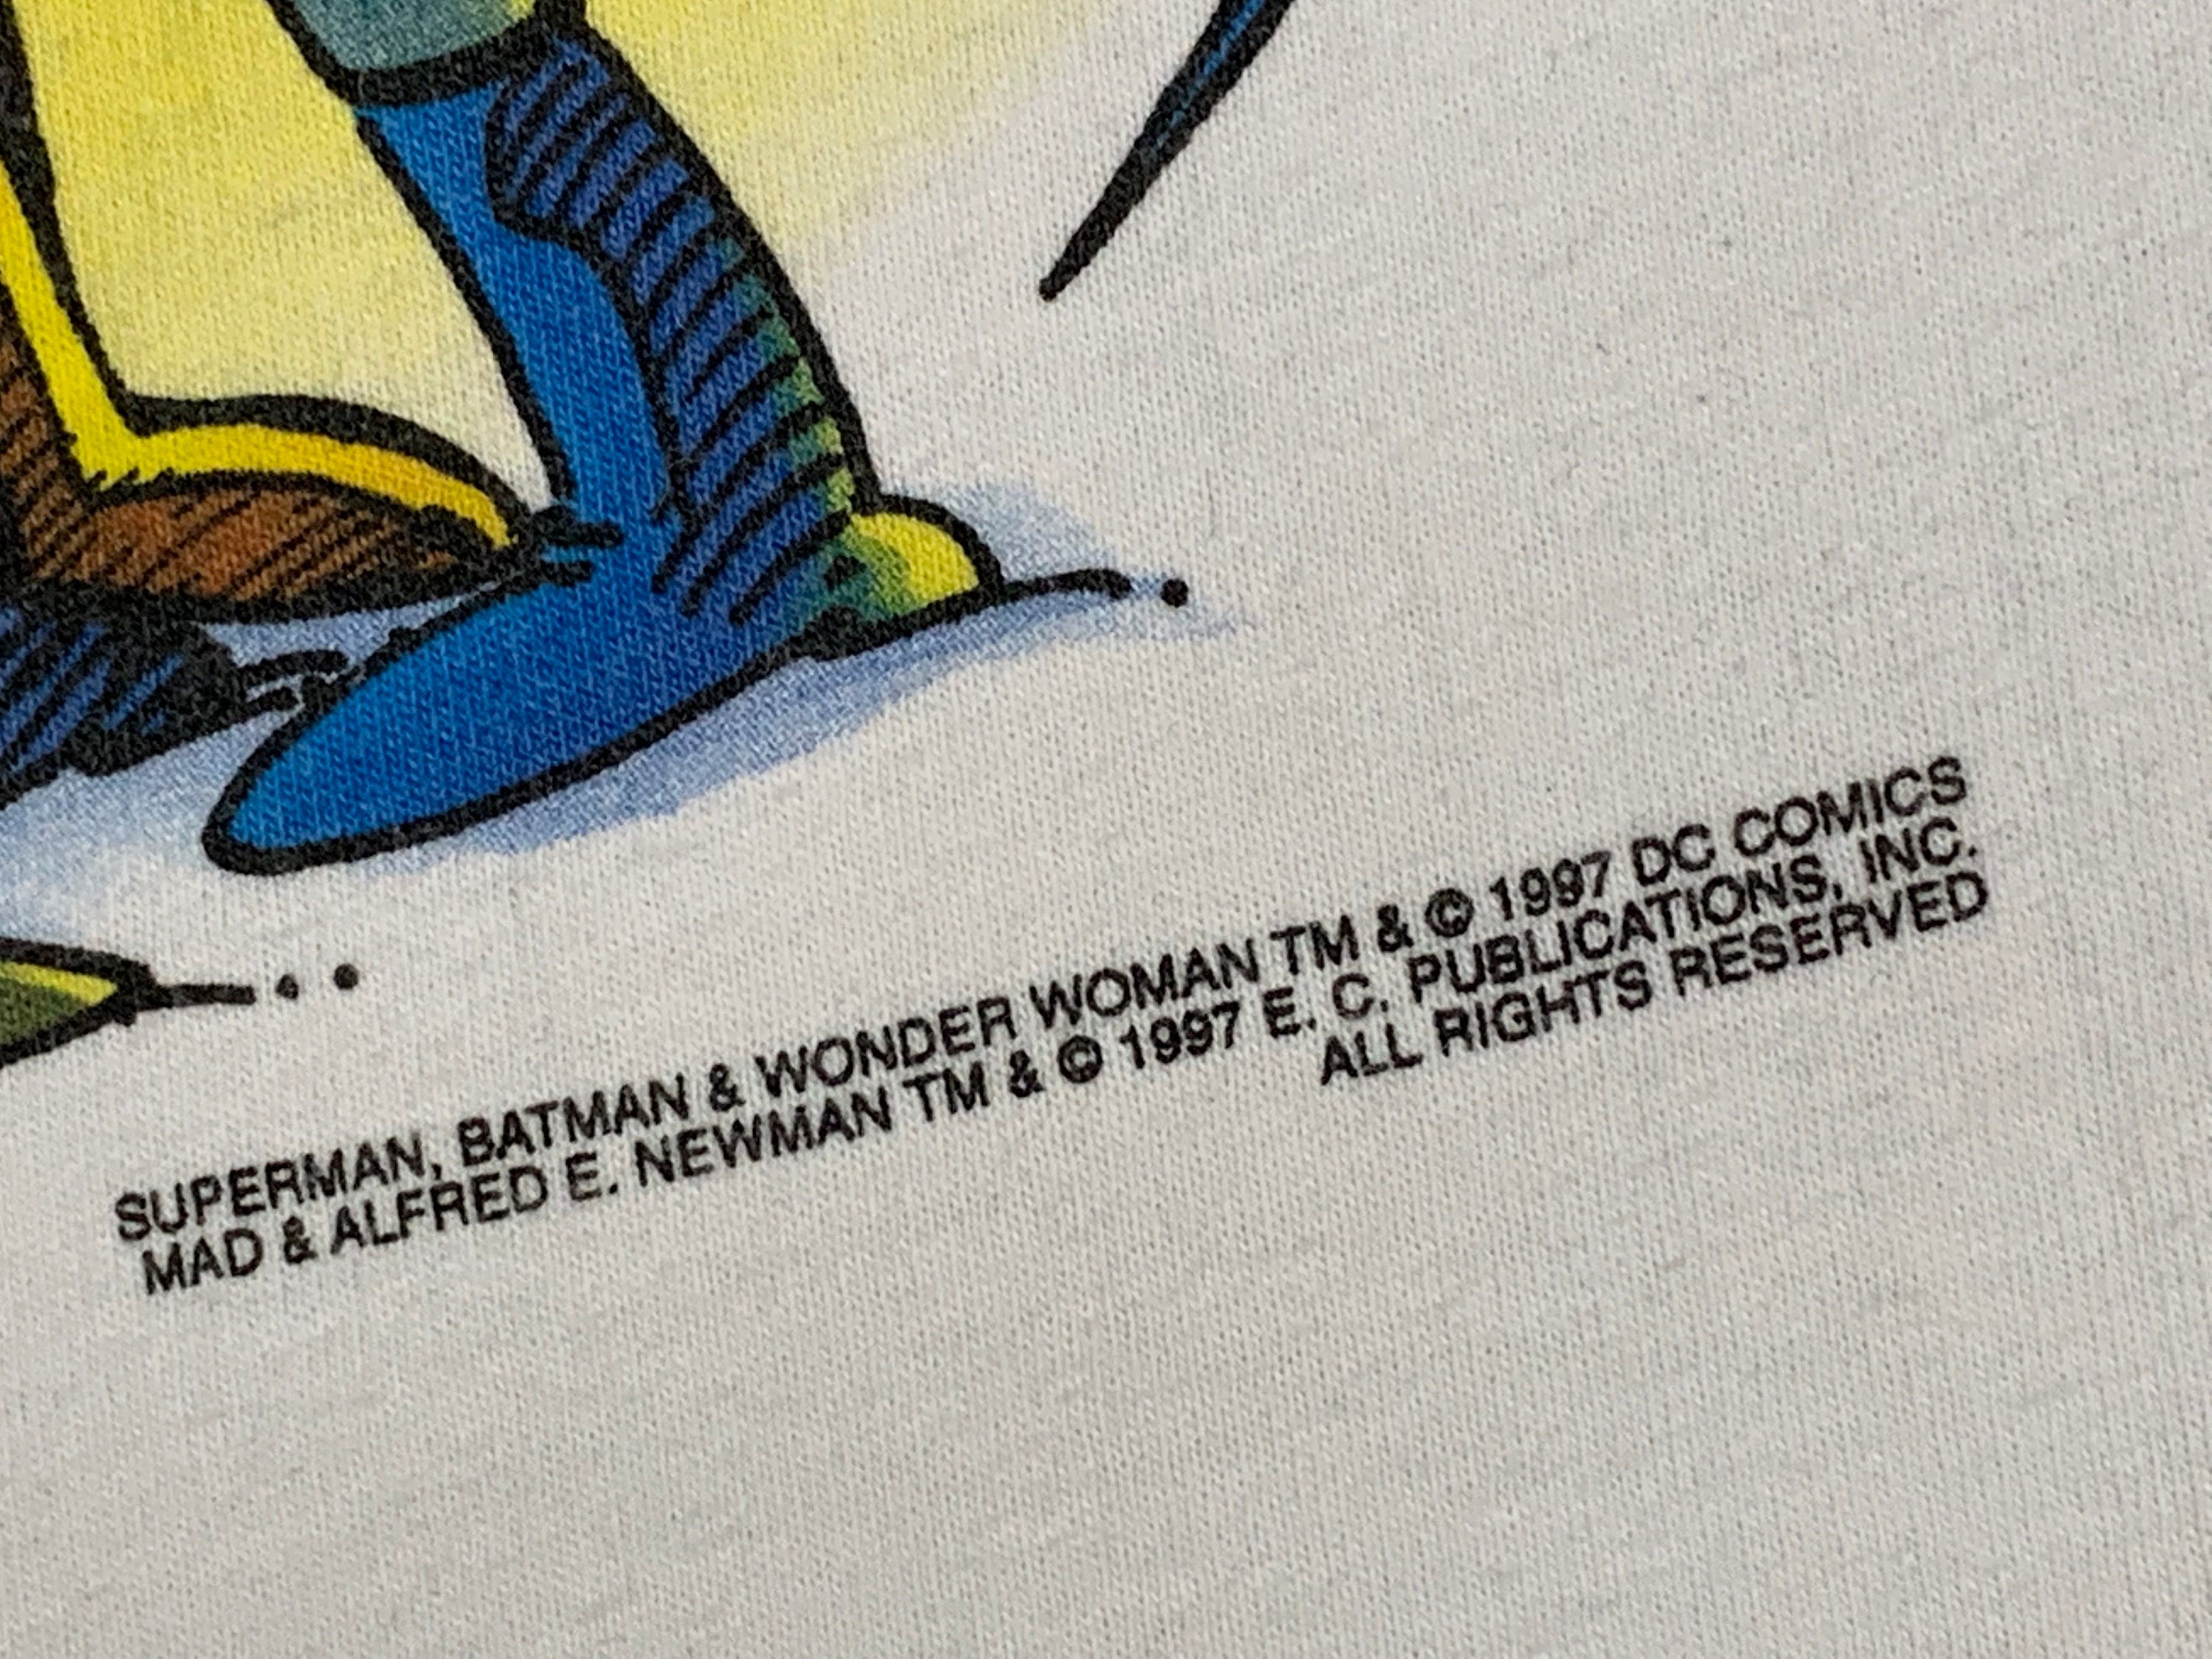 SUPERMAN, BATMAN & WONDER WOMAN TM & © 1997 DC COMICS
MAD & ALFRED E. NEWMAN TM & © 1997 E. C. PUBLICATIONS, INC.
ALL RIGHTS RESERVED